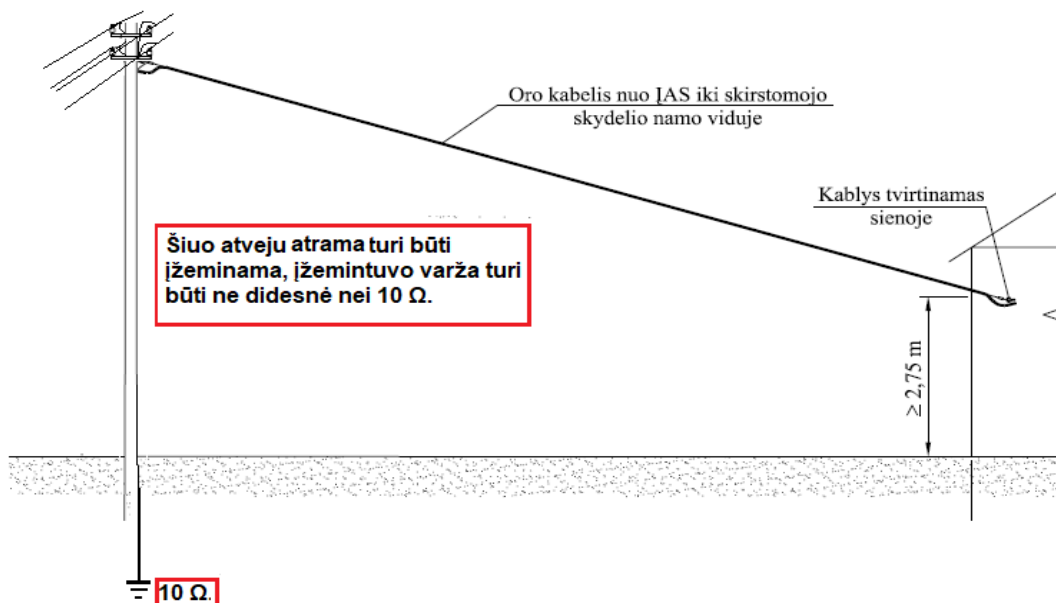 Oro kabelis nuo ĮAS iki skirstomojo
skydelio namo viduje
Kablys tvirtinamas
sienoje
Šiuo atveju atrama turi būti
įžeminama, įžemintuvo varža turi
būti ne didesnė nei 10 Ω.
≥ 2,75 m
10 Ω.